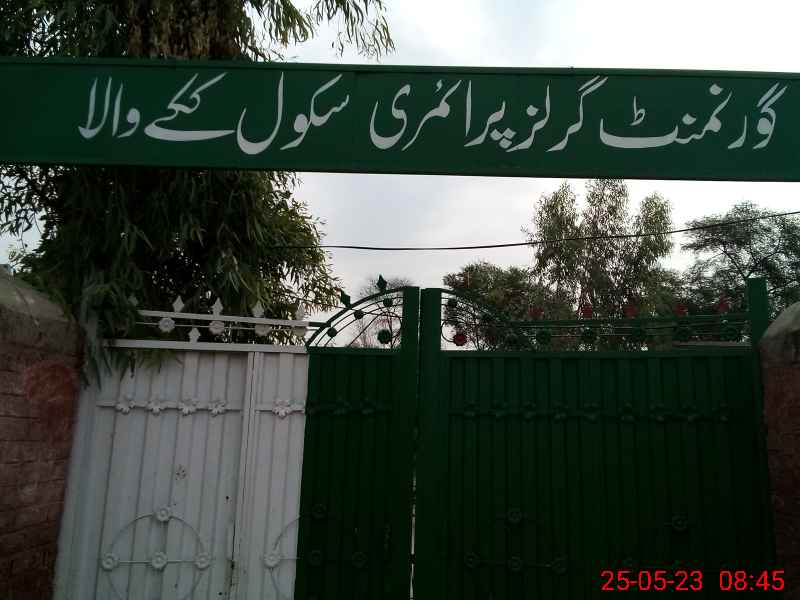 گورنمنٹ گرلز پرائمری سکول ککے والا
25-05-23 08:45